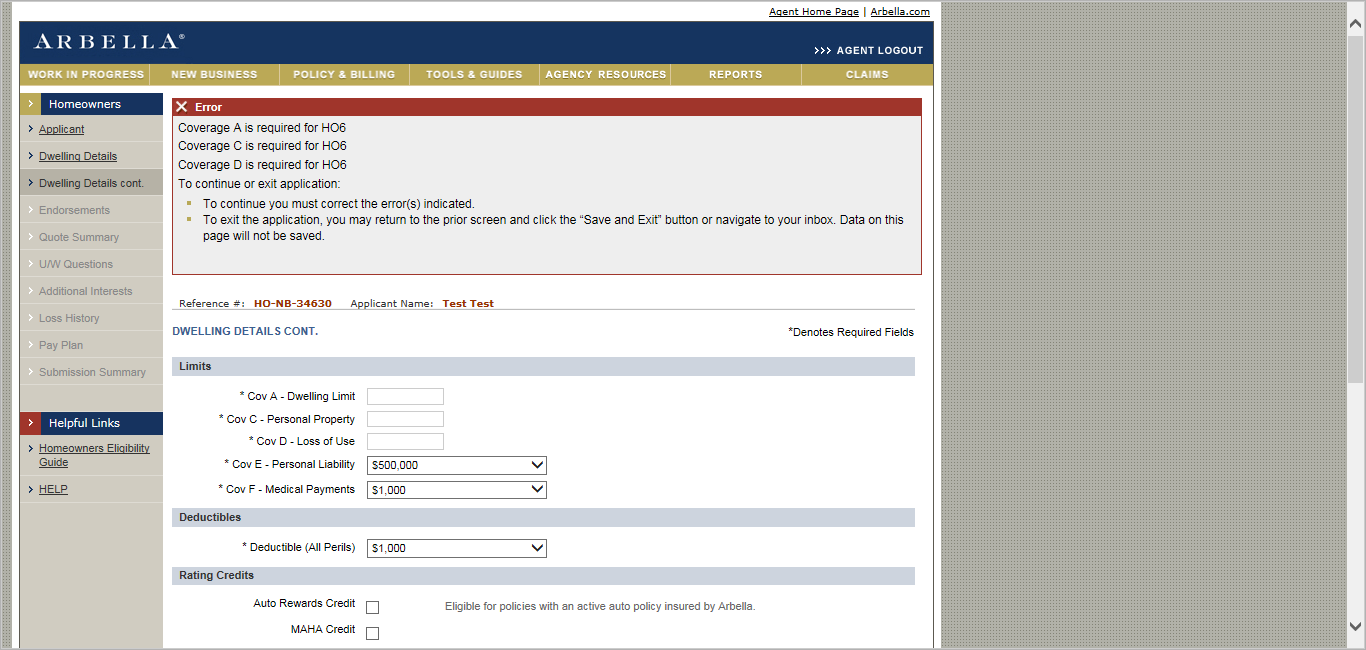 Agent Home Page | Arbella.com
ARBELLA®
>>> AGENT LOGOUT
WORK IN PROGRESS NEW BUSINESS POLICY & BILLING TOOLS & GUIDES AGENCY RESOURCES REPORTS CLAIMS
Homeowners
Applicant
Dwelling Details
Dwelling Details cont.
Endorsements
Quote Summary
U/W Questions
Additional Interests
Loss History
Pay Plan
Submission Summary
Helpful Links
Homeowners Eligibility
Guide
HELP
Error
Coverage A is required for HO6
Coverage C is required for HO6
Coverage D is required for HO6
To continue or exit application:
To continue you must correct the error(s) indicated.
To exit the application, you may return to the prior screen and click the “Save and Exit” button or navigate to your inbox. Data on this
page will not be saved.
Reference #: HO-NB-34630 Applicant Name: Test Test
DWELLING DETAILS CONT. *Denotes Required Fields
Limits
* Cov A - Dwelling Limit
* Cov C - Personal Property
* Cov D - Loss of Use
* Cov E - Personal Liability $500,000
* Cov F - Medical Payments $1,000
Deductibles
* Deductible (All Perils) $1,000
Rating Credits
Auto Rewards Credit Eligible for policies with an active auto policy insured by Arbella.
MAHA Credit